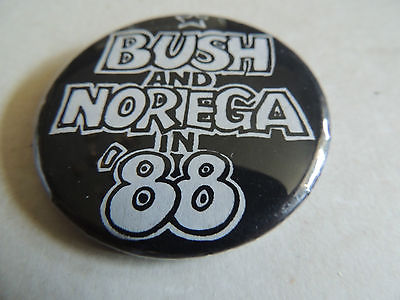 BUSH
AND
NOREGA
IN
'88